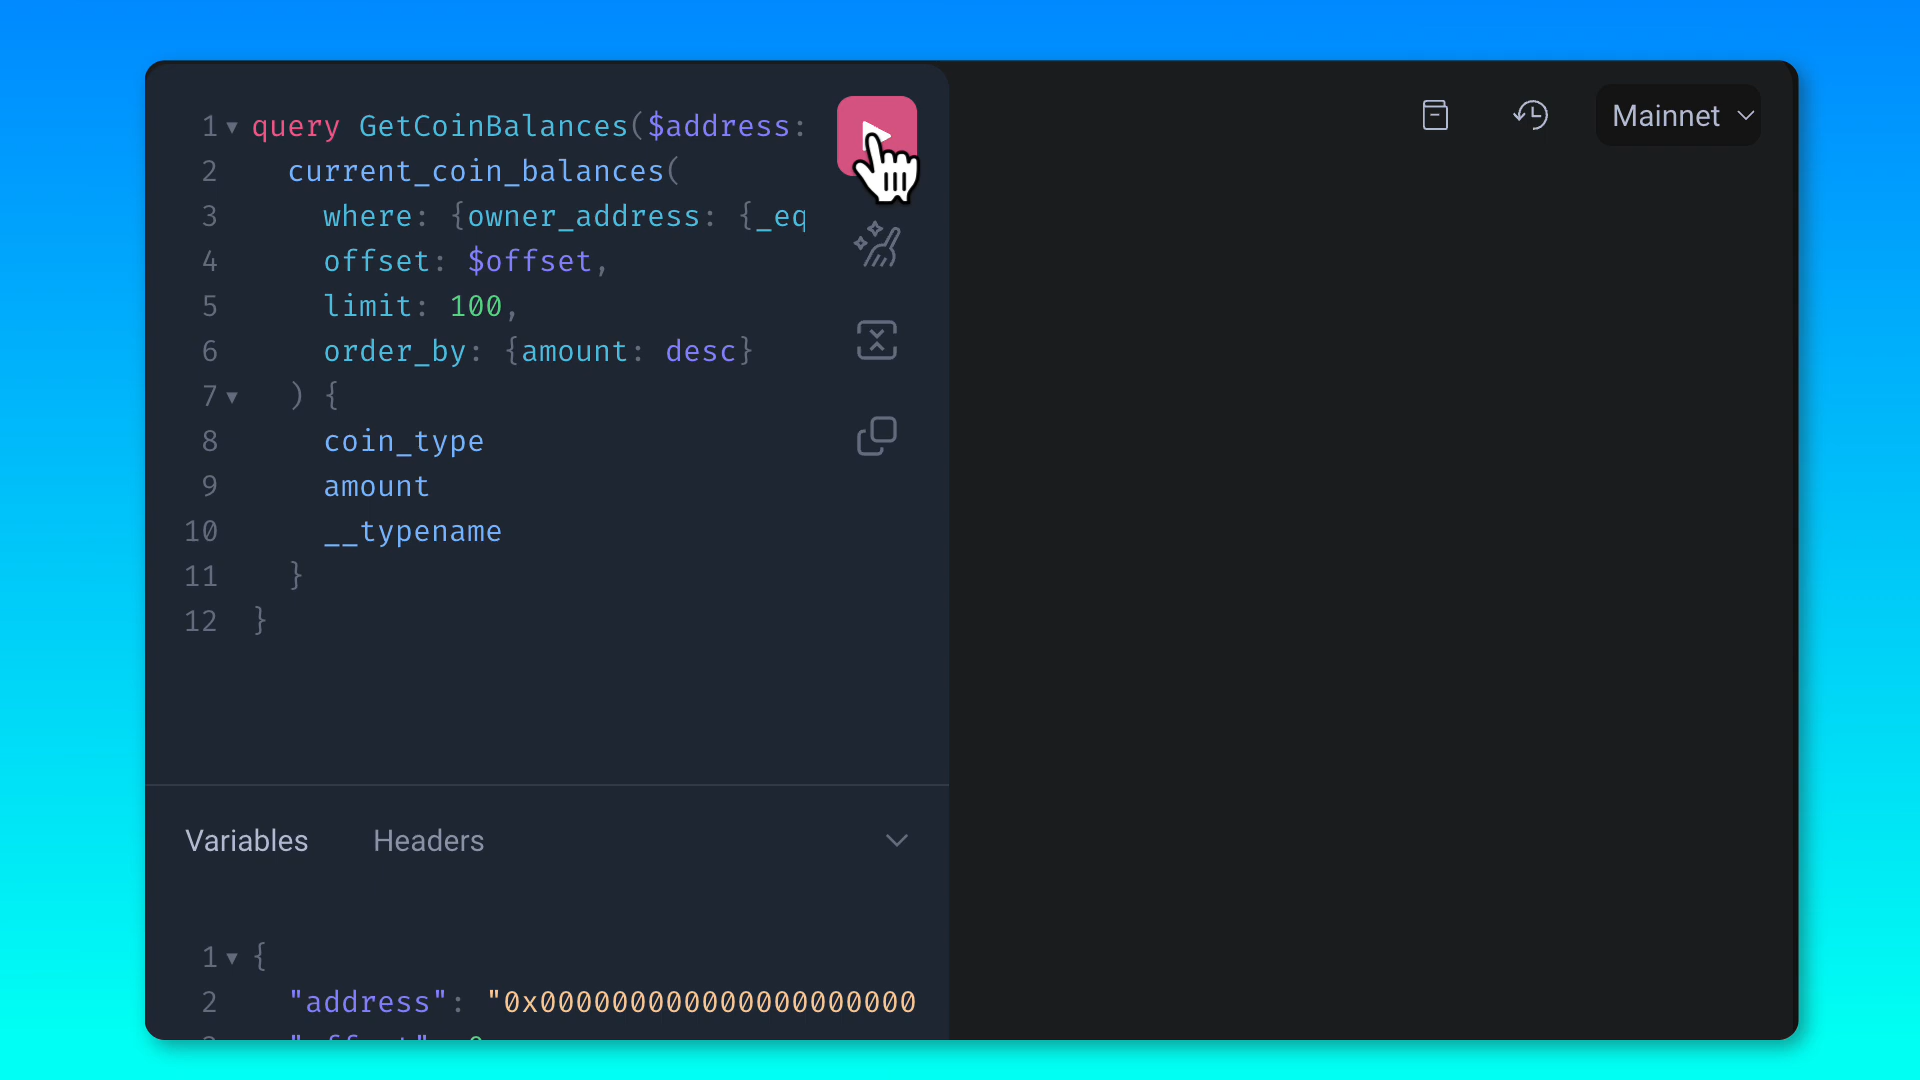 1 query GetCoinBalances($address:
2 current_coin_balances(
3 where: {owner_address: {_eq
4 offset: $offset,
5 limit: 100,
6 order_by: {amount: desc}
7 ) {
8 coin_type
9 amount
10 __typename
11 }
12 }
Mainnet
Variables Headers
1 {
2 "address": "0x000000000000000000000